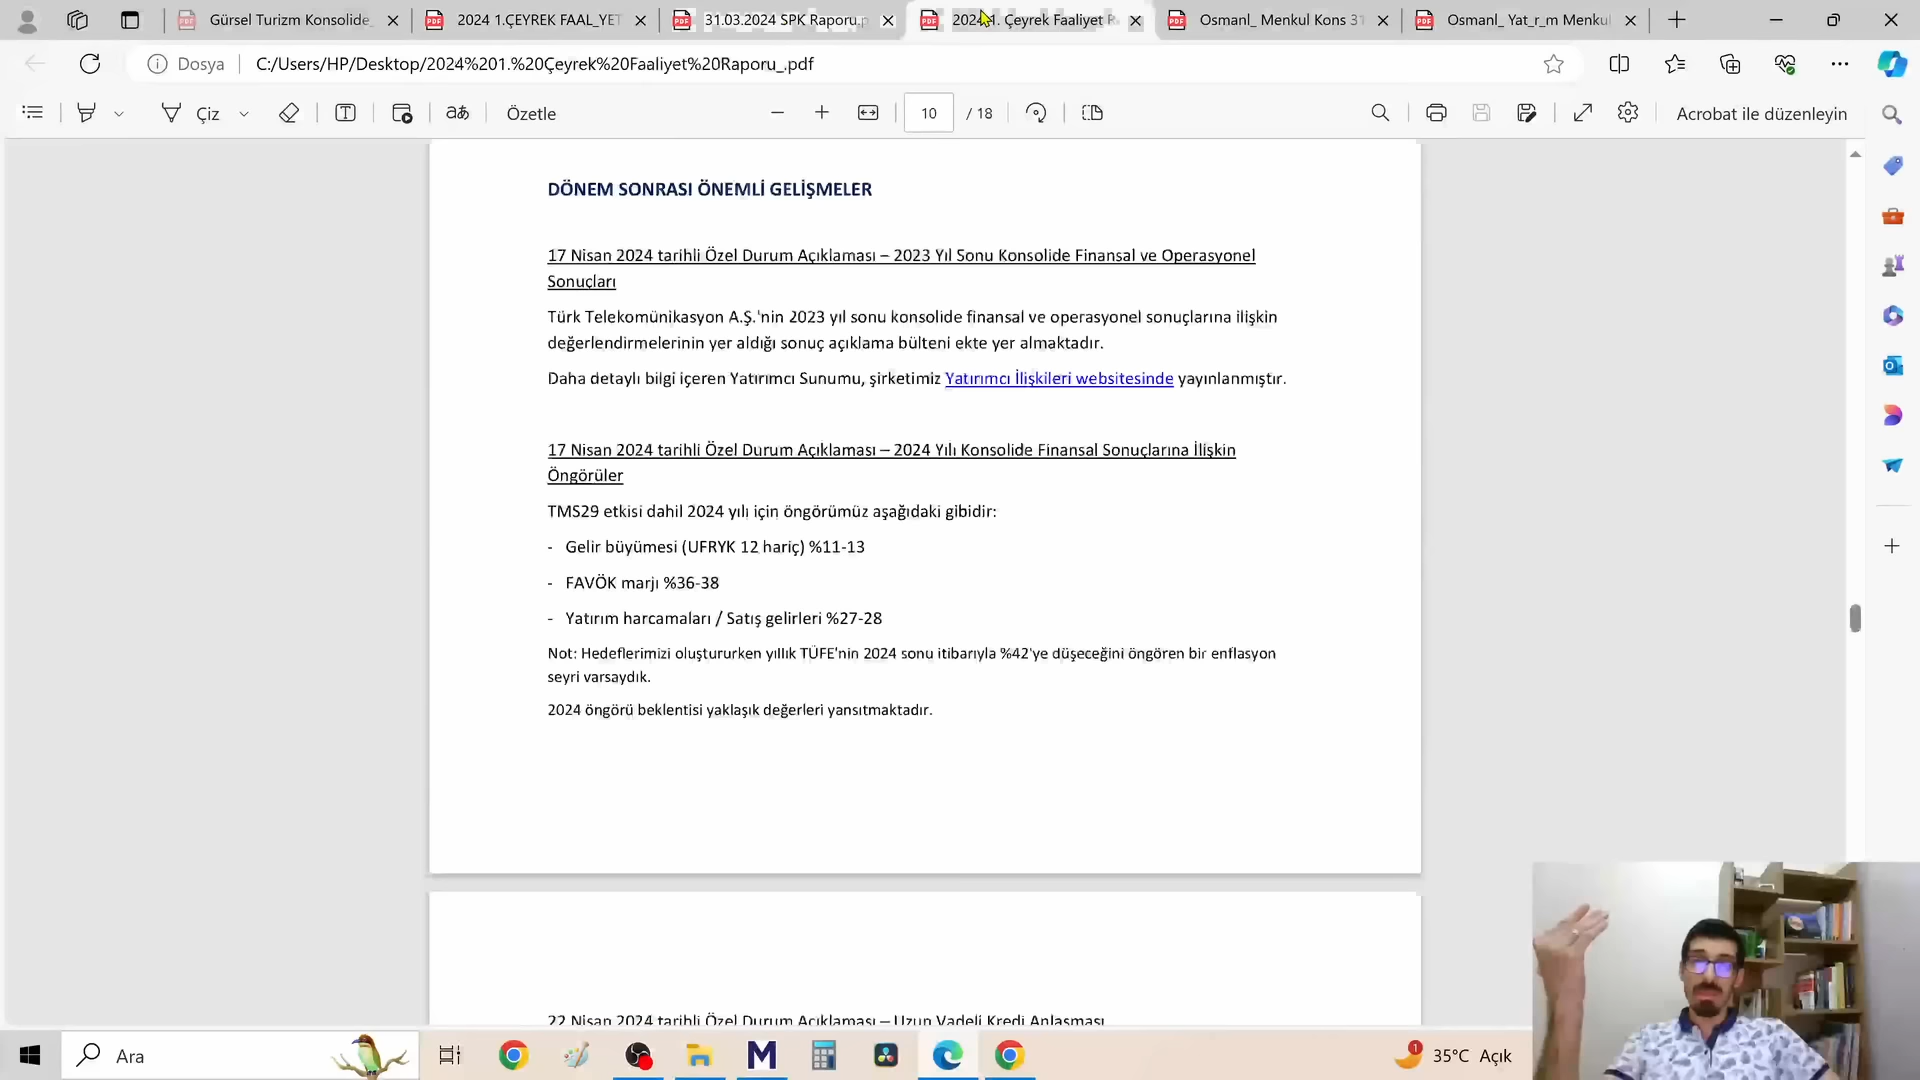 Gürsel Turizm Konsolide_
2024 1.ÇEYREK FAAL_YET
31.03.2024 SPK Raporu.p
2024 1. Çeyrek Faaliyet R
Osmanl_ Menkul Kons 31
Osmanl_ Yat_r_m Menkul
Dosya
C:/Users/HP/Desktop/2024%201.%20Çeyrek%20Faaliyet%20Raporu_.pdf
Çiz
aあ
Özetle
10 / 18
Acrobat ile düzenleyin
DÖNEM SONRASI ÖNEMLİ GELİŞMELER
17 Nisan 2024 tarihli Özel Durum Açıklaması – 2023 Yıl Sonu Konsolide Finansal ve Operasyonel
Sonuçları
Türk Telekomünikasyon A.Ş.'nin 2023 yıl sonu konsolide finansal ve operasyonel sonuçlarına ilişkin
değerlendirmelerinin yer aldığı sonuç açıklama bülteni ekte yer almaktadır.
Daha detaylı bilgi içeren Yatırımcı Sunumu, şirketimiz Yatırımcı İlişkileri websitesinde yayınlanmıştır.
17 Nisan 2024 tarihli Özel Durum Açıklaması – 2024 Yılı Konsolide Finansal Sonuçlarına İlişkin
Öngörüler
TMS29 etkisi dahil 2024 yılı için öngörümüz aşağıdaki gibidir:
- Gelir büyümesi (UFRYK 12 hariç) %11-13
- FAVÖK marjı %36-38
- Yatırım harcamaları / Satış gelirleri %27-28
Not: Hedeflerimizi oluştururken yıllık TÜFE'nin 2024 sonu itibarıyla %42'ye düşeceğini öngören bir enflasyon
seyri varsaydık.
2024 öngörü beklentisi yaklaşık değerleri yansıtmaktadır.
22 Nisan 2024 tarihli Özel Durum Açıklaması – Uzun Vadeli Kredi Anlaşması
Ara
1
35°C Açık